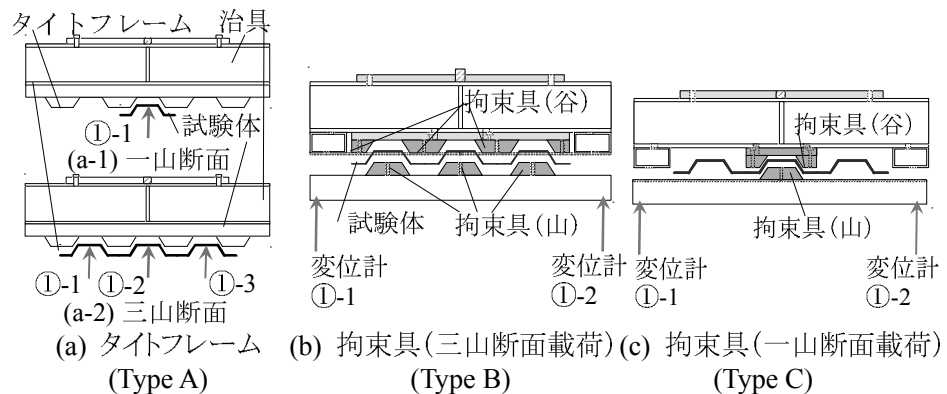 タイトフレーム
治具
①-1
試験体
(a-1) 一山断面
①-1 ①-2 ①-3
(a-2) 三山断面
(a) タイトフレーム
(Type A)
拘束具(谷)
試験体
拘束具(山)
変位計
①-1
変位計
①-2
(b) 拘束具(三山断面載荷)
(Type B)
拘束具(谷)
拘束具(山)
変位計
①-1
変位計
①-2
(c) 拘束具(一山断面載荷)
(Type C)